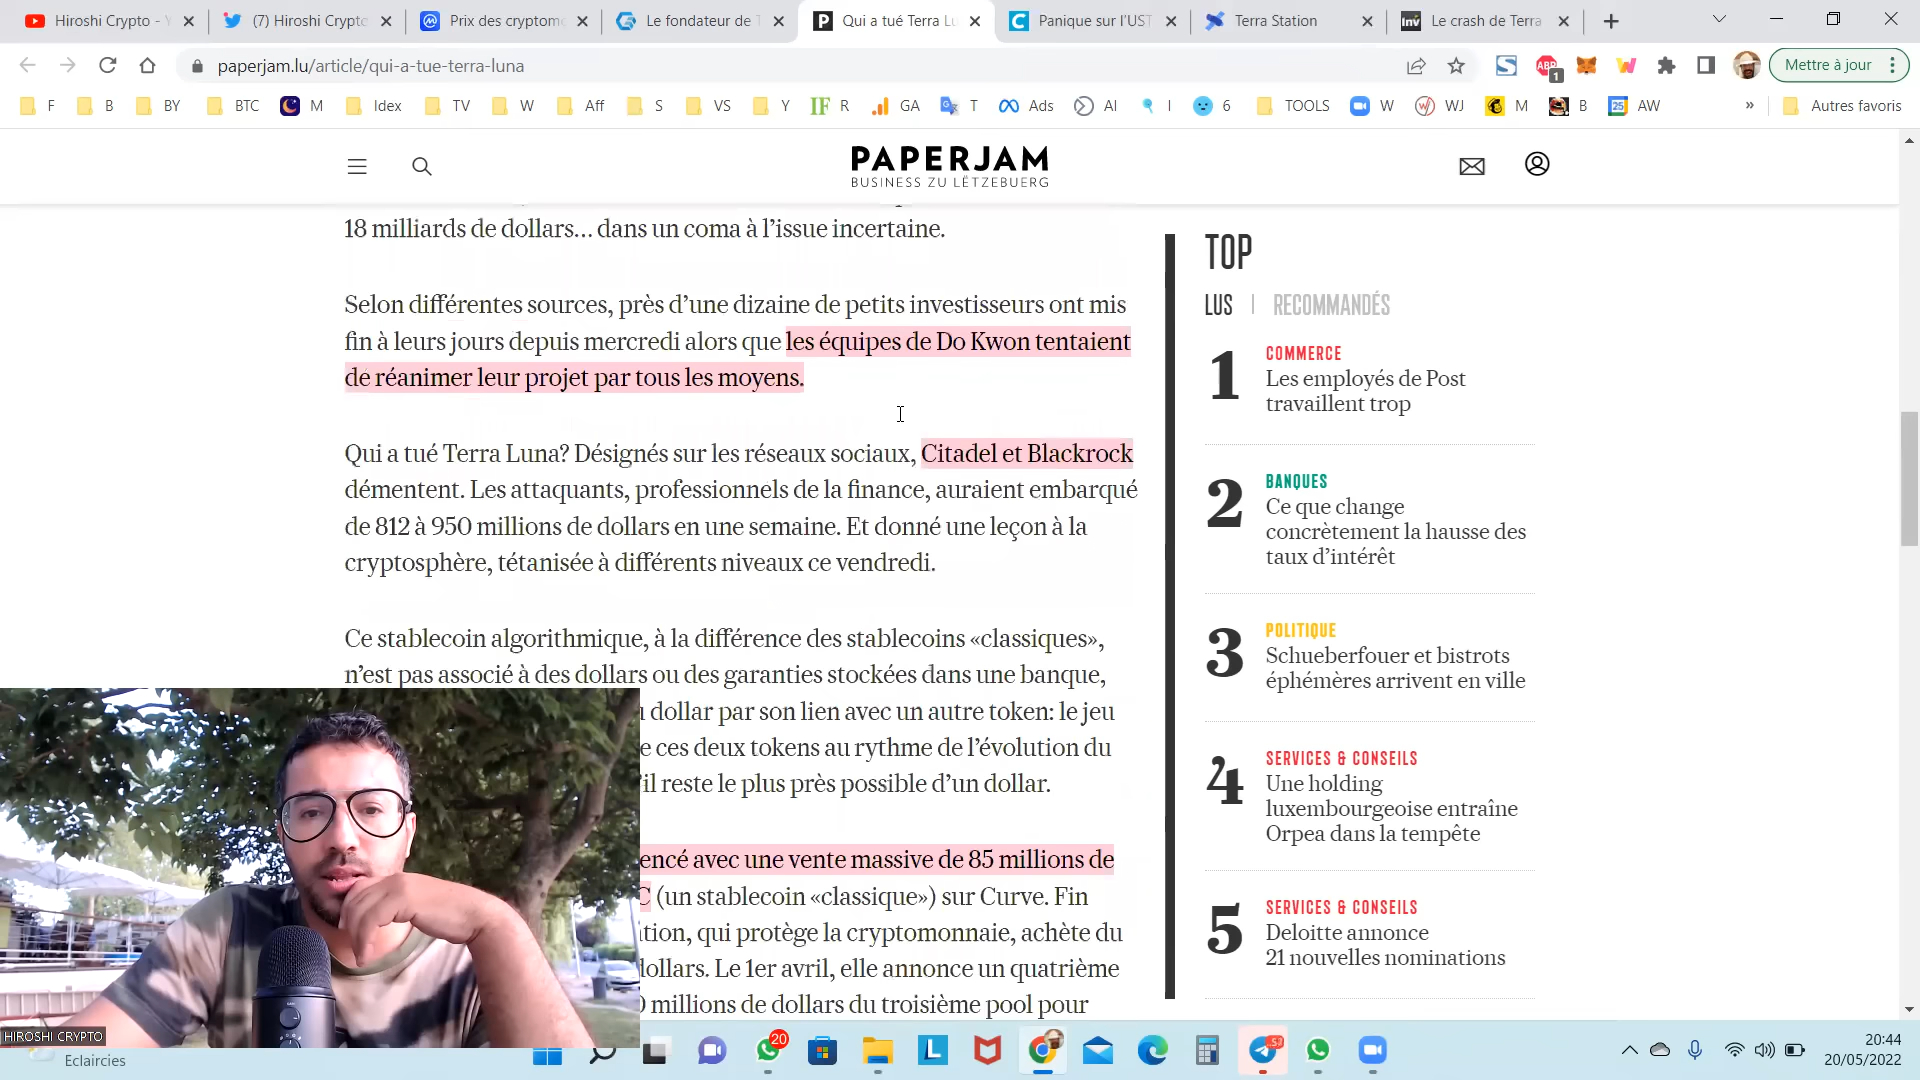 Hiroshi Crypto - Y
(7) Hiroshi Crypto
Prix des cryptomo
Le fondateur de T
Qui a tué Terra Lu
Panique sur l'UST
Terra Station
Le crash de Terra
paperjam.lu/article/qui-a-tue-terra-luna
ABP
1
Mettre à jour
F
B
BY
BTC
M
Idex
TV
W
Aff
S
VS
Y
IF R
GA
T
Ads
AI
I
6
TOOLS
W
WJ
M
B
25
AW
»
Autres favoris
PAPERJAM
BUSINESS ZU LËTZEBUERG
18 milliards de dollars… dans un coma à l'issue incertaine.
Selon différentes sources, près d'une dizaine de petits investisseurs ont mis
fin à leurs jours depuis mercredi alors que les équipes de Do Kwon tentaient
de réanimer leur projet par tous les moyens.
Qui a tué Terra Luna? Désignés sur les réseaux sociaux, Citadel et Blackrock
démentent. Les attaquants, professionnels de la finance, auraient embarqué
de 812 à 950 millions de dollars en une semaine. Et donné une leçon à la
cryptosphère, tétanisée à différents niveaux ce vendredi.
Ce stablecoin algorithmique, à la différence des stablecoins «classiques»,
n'est pas associé à des dollars ou des garanties stockées dans une banque,
dollar par son lien avec un autre token: le jeu
e ces deux tokens au rythme de l'évolution du
'il reste le plus près possible d'un dollar.
encé avec une vente massive de 85 millions de
C (un stablecoin «classique») sur Curve. Fin
tion, qui protège la cryptomonnaie, achète du
dollars. Le 1er avril, elle annonce un quatrième
0 millions de dollars du troisième pool pour
TOP
LUS | RECOMMANDÉS
1
COMMERCE
Les employés de Post
travaillent trop
2
BANQUES
Ce que change
concrètement la hausse des
taux d'intérêt
3
POLITIQUE
Schueberfouer et bistrots
éphémères arrivent en ville
4
SERVICES & CONSEILS
Une holding
luxembourgeoise entraîne
Orpea dans la tempête
5
SERVICES & CONSEILS
Deloitte annonce
21 nouvelles nominations
HIROSHI CRYPTO
Eclaircies
20
L
20:44
20/05/2022